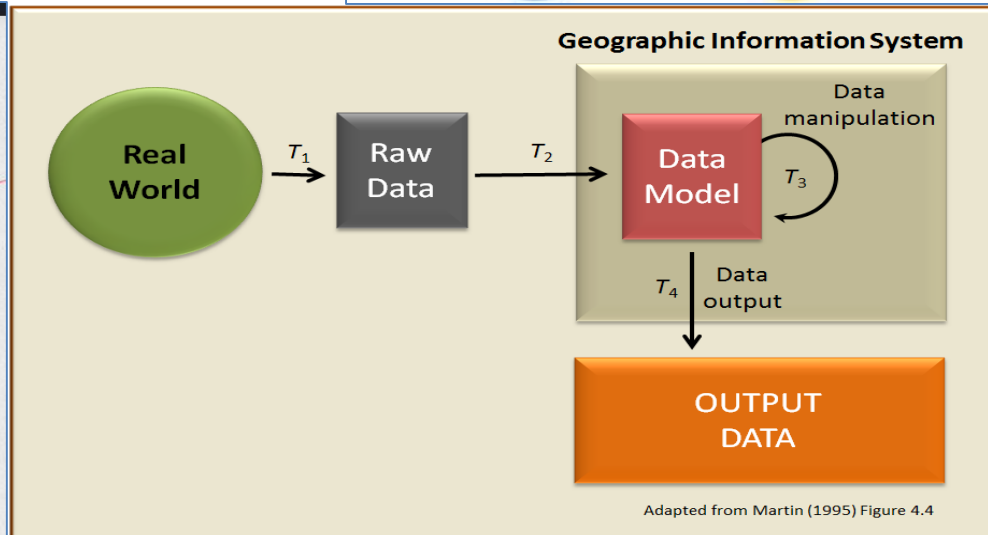 Geographic Information System
Real
World
T₁
Raw
Data
T₂
Data
Model
Data
manipulation
T₃
T₄
Data
output
OUTPUT
DATA
Adapted from Martin (1995) Figure 4.4